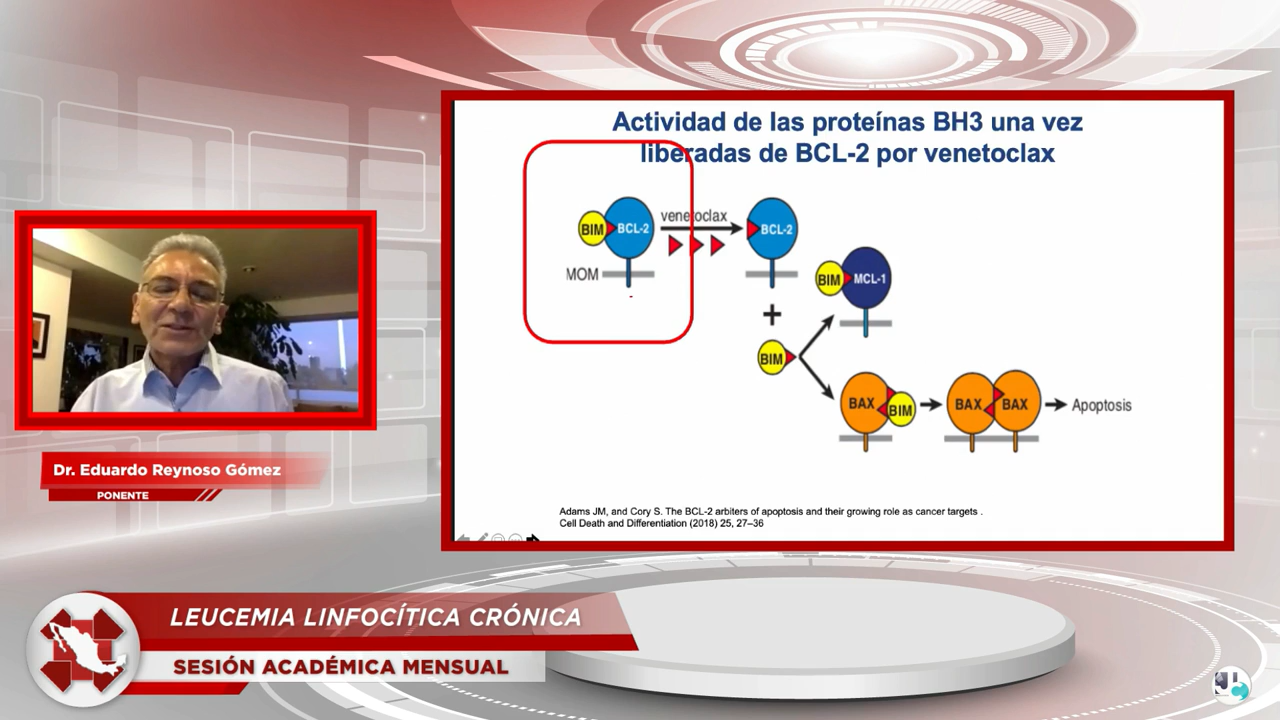 Actividad de las proteínas BH3 una vez
liberadas de BCL-2 por venetoclax
BIM
BCL-2
venetoclax
BCL-2
MOM
BIM
MCL-1
+
BIM
BAX
BIM
BAX
BAX
Apoptosis
Adams JM, and Cory S. The BCL-2 arbiters of apoptosis and their growing role as cancer targets .
Cell Death and Differentiation (2018) 25, 27–36
Dr. Eduardo Reynoso Gómez
PONENTE
LEUCEMIA LINFOCÍTICA CRÓNICA
SESIÓN ACADÉMICA MENSUAL